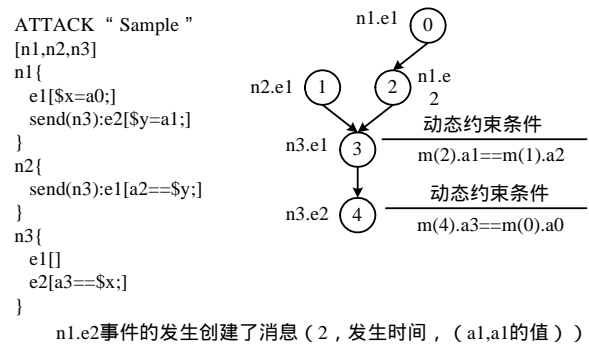 ATTACK “ Sample ”
[n1,n2,n3]
n1{
e1[$x=a0;]
send(n3):e2[$y=a1;]
}
n2{
send(n3):e1[a2==$y;]
}
n3{
e1[]
e2[a3==$x;]
}
n1.e1
0
n2.e1
1
2
n1.e
2
n3.e1
3
动态约束条件
m(2).a1==m(1).a2
n3.e2
4
动态约束条件
m(4).a3==m(0).a0
n1.e2事件的发生创建了消息（2，发生时间，（a1,a1的值））